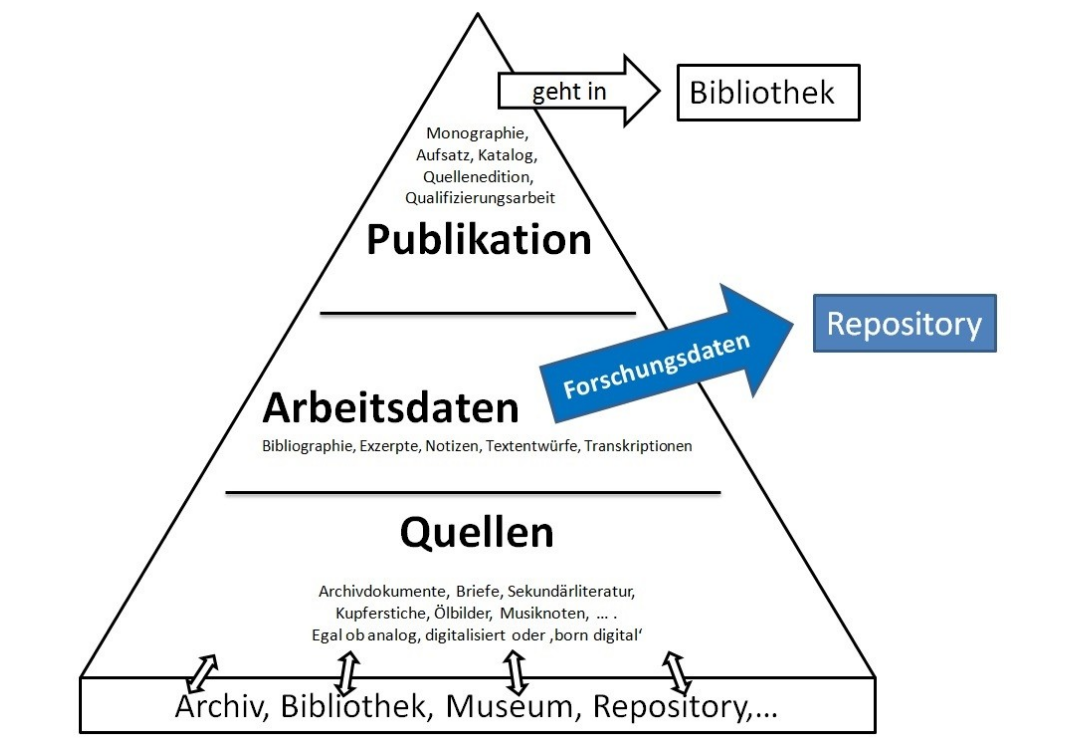 geht in
Bibliothek
Monographie,
Aufsatz, Katalog,
Quellenedition,
Qualifizierungsarbeit
Publikation
Forschungsdaten
Repository
Arbeitsdaten
Bibliographie, Exzerpte, Notizen, Textentwürfe, Transkriptionen
Quellen
Archivdokumente, Briefe, Sekundärliteratur,
Kupferstiche, Ölbilder, Musiknoten, ... .
Egal ob analog, digitalisiert oder ‚born digital‘
Archiv, Bibliothek, Museum, Repository,...